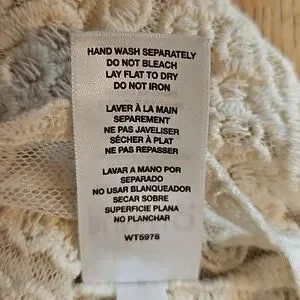 HAND WASH SEPARATELY
DO NOT BLEACH
LAY FLAT TO DRY
DO NOT IRON
LAVER À LA MAIN
SEPAREMENT
NE PAS JAVELISER
SÉCHER À PLAT
NE PAS REPASSER
LAVAR A MANO POR
SEPARADO
NO USAR BLANQUEADOR
SECAR SOBRE
SUPERFICIE PLANA
NO PLANCHAR
WT5978